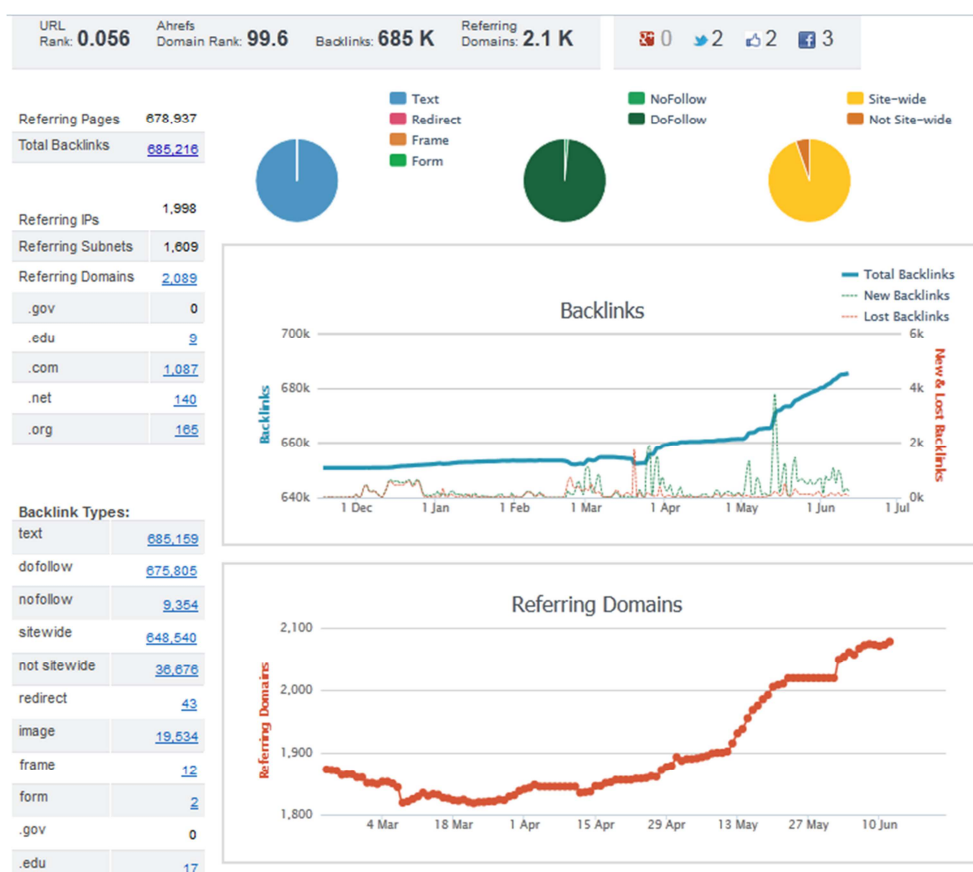 URL Rank: 0.056
Ahrefs Domain Rank: 99.6
Backlinks: 685 K
Referring Domains: 2.1 K
0
2
2
3
Referring Pages 678,937
Total Backlinks 685,216
Referring IPs 1,998
Referring Subnets 1,609
Referring Domains 2,089
.gov 0
.edu 9
.com 1,087
.net 140
.org 165
Backlink Types:
text 685,159
dofollow 675,805
nofollow 9,354
sitewide 648,540
not sitewide 36,676
redirect 43
image 19,534
frame 12
form 2
.gov 0
.edu 17
Text
Redirect
Frame
Form
NoFollow
DoFollow
Site-wide
Not Site-wide
Backlinks
Total Backlinks
New Backlinks
Lost Backlinks
700k
680k
660k
640k
Backlinks
6k
4k
2k
0k
New & Lost Backlinks
1 Dec 1 Jan 1 Feb 1 Mar 1 Apr 1 May 1 Jun 1 Jul
Referring Domains
2,100
2,000
1,900
1,800
Referring Domains
4 Mar 18 Mar 1 Apr 15 Apr 29 Apr 13 May 27 May 10 Jun